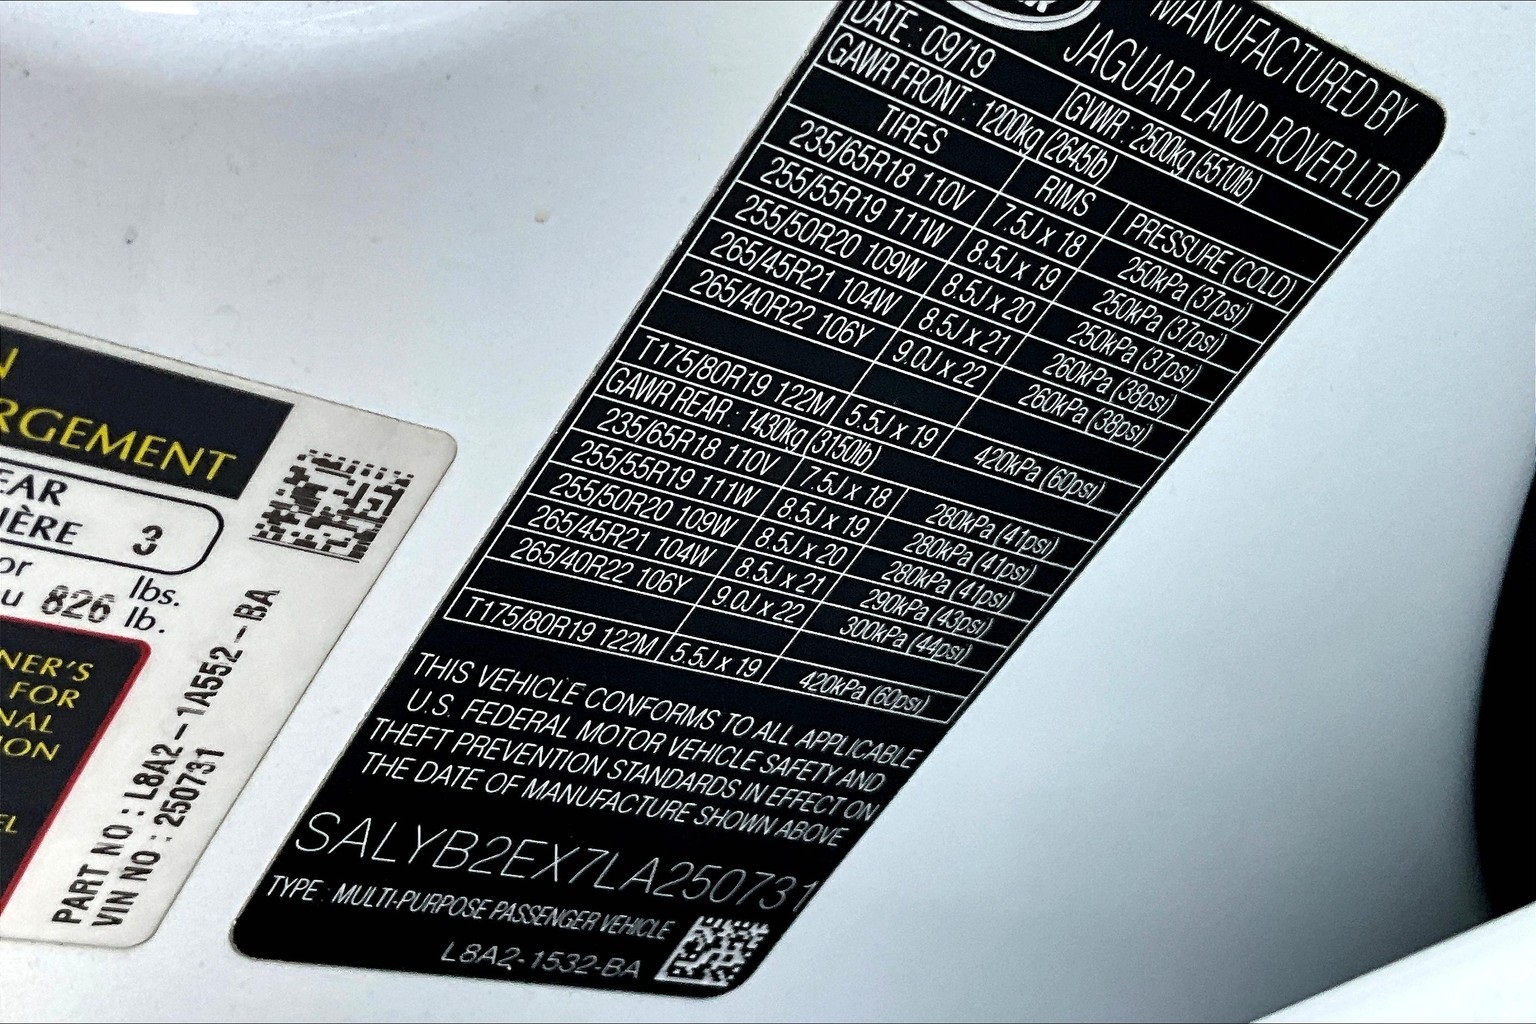 MANUFACTURED BY
JAGUAR LAND ROVER LTD
DATE : 09/19
GVWR : 2500kg (5510lb)
GAWR FRONT : 1200kg (2645lb)
TIRES RIMS PRESSURE (COLD)
235/65R18 110V 7.5J x 18 250kPa (37psi)
255/55R19 111W 8.5J x 19 250kPa (37psi)
255/50R20 109W 8.5J x 20 250kPa (37psi)
265/45R21 104W 8.5J x 21 260kPa (38psi)
265/40R22 106Y 9.0J x 22 260kPa (38psi)
T175/80R19 122M 5.5J x 19 420kPa (60psi)
GAWR REAR : 1430kg (3150lb)
235/65R18 110V 7.5J x 18 280kPa (41psi)
255/55R19 111W 8.5J x 19 280kPa (41psi)
255/50R20 109W 8.5J x 20 280kPa (41psi)
265/45R21 104W 8.5J x 21 290kPa (43psi)
265/40R22 106Y 9.0J x 22 300kPa (44psi)
T175/80R19 122M 5.5J x 19 420kPa (60psi)
THIS VEHICLE CONFORMS TO ALL APPLICABLE
U.S. FEDERAL MOTOR VEHICLE SAFETY AND
THEFT PREVENTION STANDARDS IN EFFECT ON
THE DATE OF MANUFACTURE SHOWN ABOVE
SALYB2EX7LA250731
TYPE : MULTI-PURPOSE PASSENGER VEHICLE
L8A2-1532-BA
N
RGEMENT
EAR
IÈRE 3
or lbs.
u 826 lb.
NER'S
FOR
NAL
ION
EL
PART NO : L8A2-1A552-BA
VIN NO : 250731